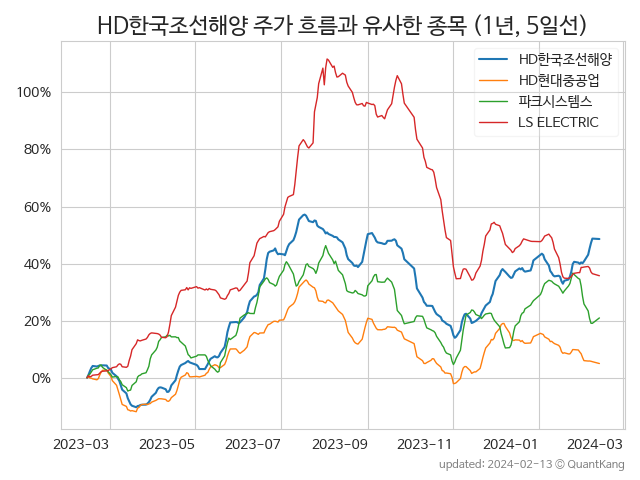 HD한국조선해양 주가 흐름과 유사한 종목 (1년, 5일선)
HD한국조선해양
HD현대중공업
파크시스템스
LS ELECTRIC
100%
80%
60%
40%
20%
0%
2023-03 2023-05 2023-07 2023-09 2023-11 2024-01 2024-03
updated: 2024-02-13 © QuantKang